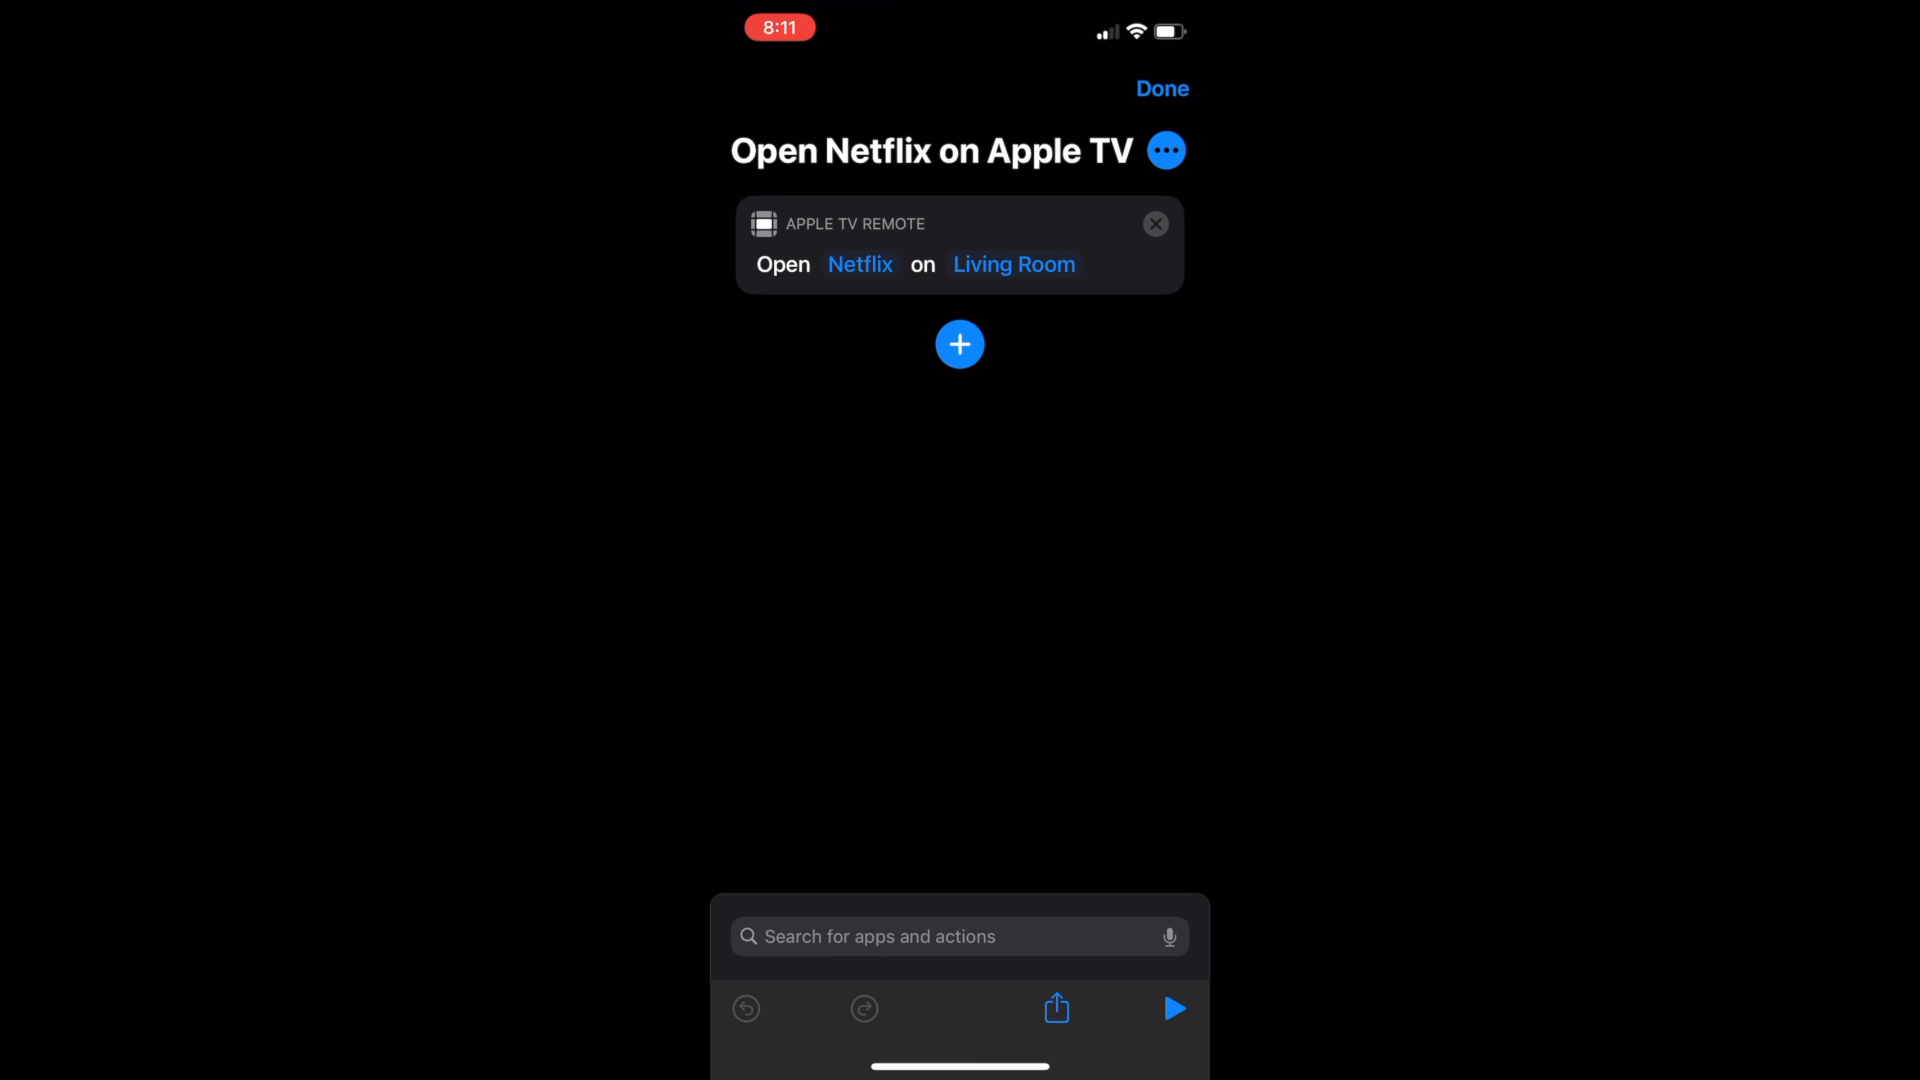 8:11
Done
Open Netflix on Apple TV
APPLE TV REMOTE
Open Netflix on Living Room
Search for apps and actions